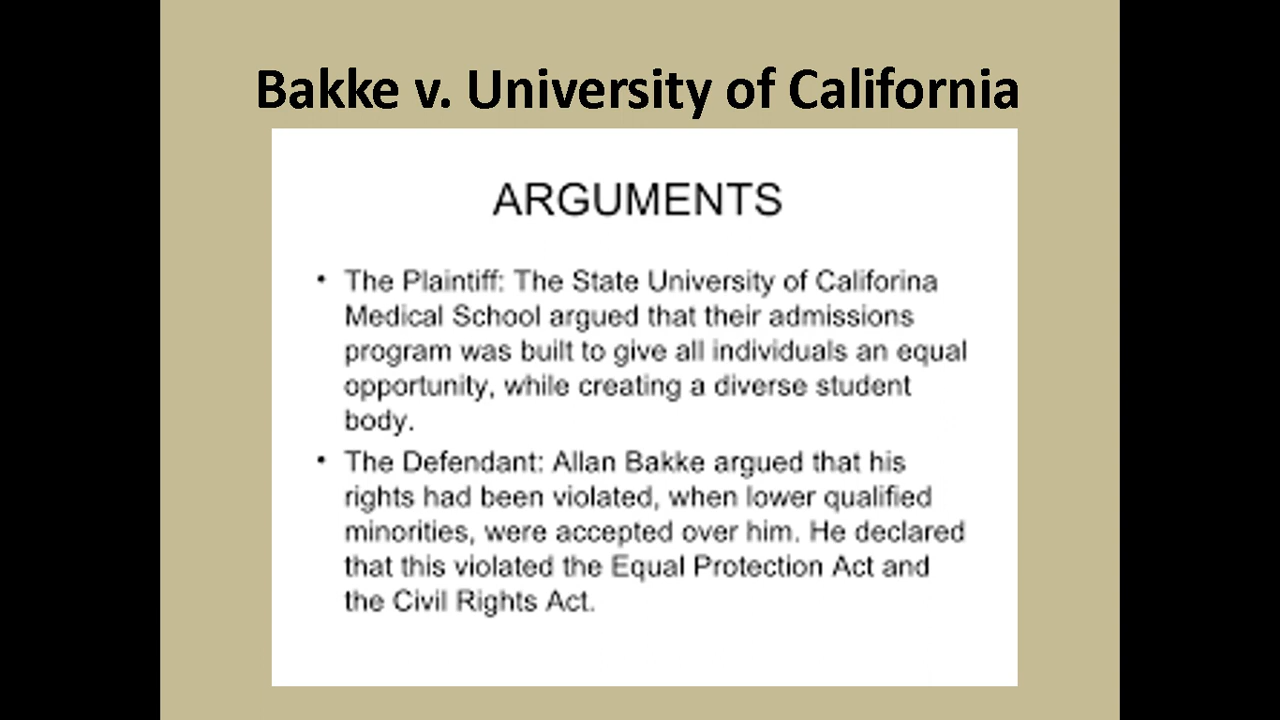 Bakke v. University of California
ARGUMENTS
• The Plaintiff: The State University of Califorina
Medical School argued that their admissions
program was built to give all individuals an equal
opportunity, while creating a diverse student
body.
• The Defendant: Allan Bakke argued that his
rights had been violated, when lower qualified
minorities, were accepted over him. He declared
that this violated the Equal Protection Act and
the Civil Rights Act.